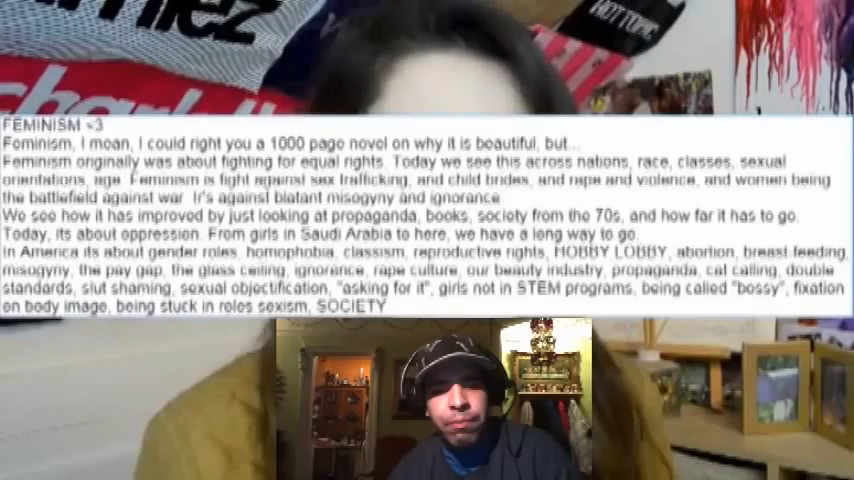 HOT TOPIC
FEMINISM <3
Feminism, I mean, I could right you a 1000 page novel on why it is beautiful, but...
Feminism originally was about fighting for equal rights. Today we see this across nations, race, classes, sexual
orientations, age. Feminism is fight against sex trafficking, and child brides, and rape and violence, and women being
the battlefield against war. It's against blatant misogyny and ignorance
We see how it has improved by just looking at propaganda, books, society from the 70s, and how far it has to go.
Today, its about oppression. From girls in Saudi Arabia to here, we have a long way to go.
In America its about gender roles, homophobia, classism, reproductive rights, HOBBY LOBBY, abortion, breast feeding,
misogyny, the pay gap, the glass ceiling, ignorance, rape culture, our beauty industry, propaganda, cat calling, double
standards, slut shaming, sexual objectification, "asking for it", girls not in STEM programs, being called "bossy", fixation
on body image, being stuck in roles sexism, SOCIETY